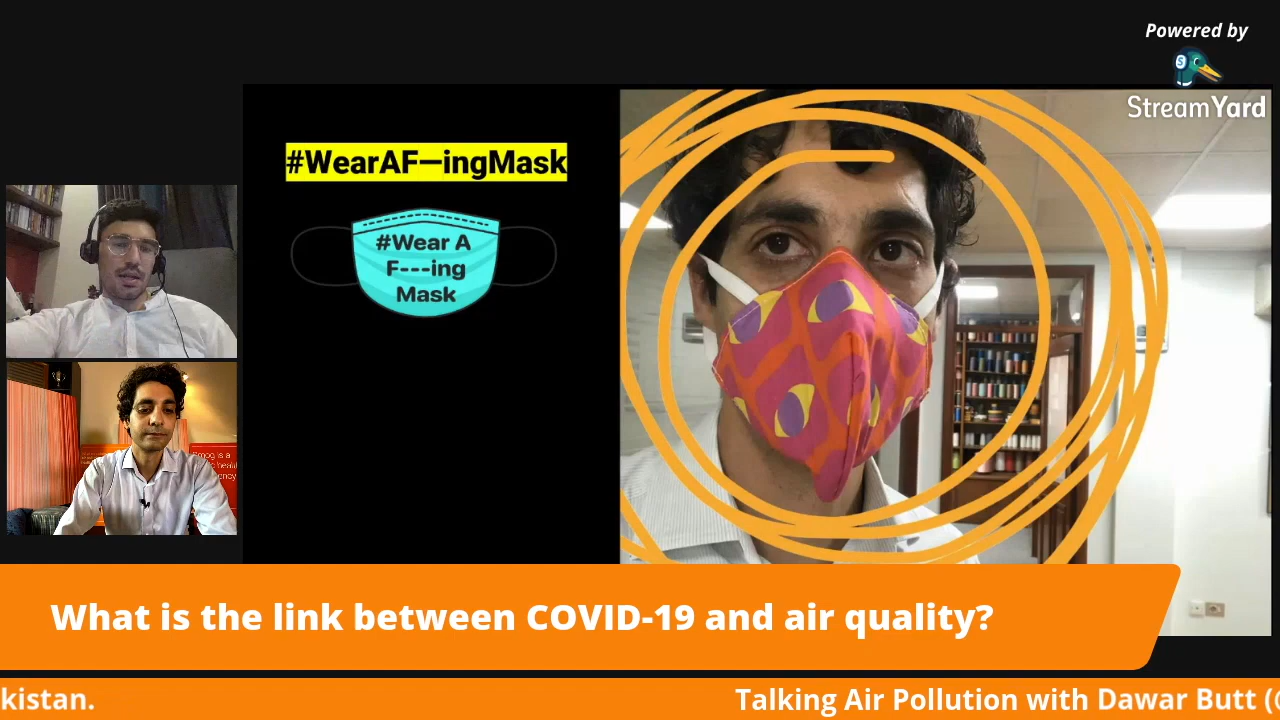 Powered by
StreamYard
#WearAF—ingMask
#Wear A
F---ing
Mask
What is the link between COVID-19 and air quality?
kistan.
Talking Air Pollution with Dawar Butt (